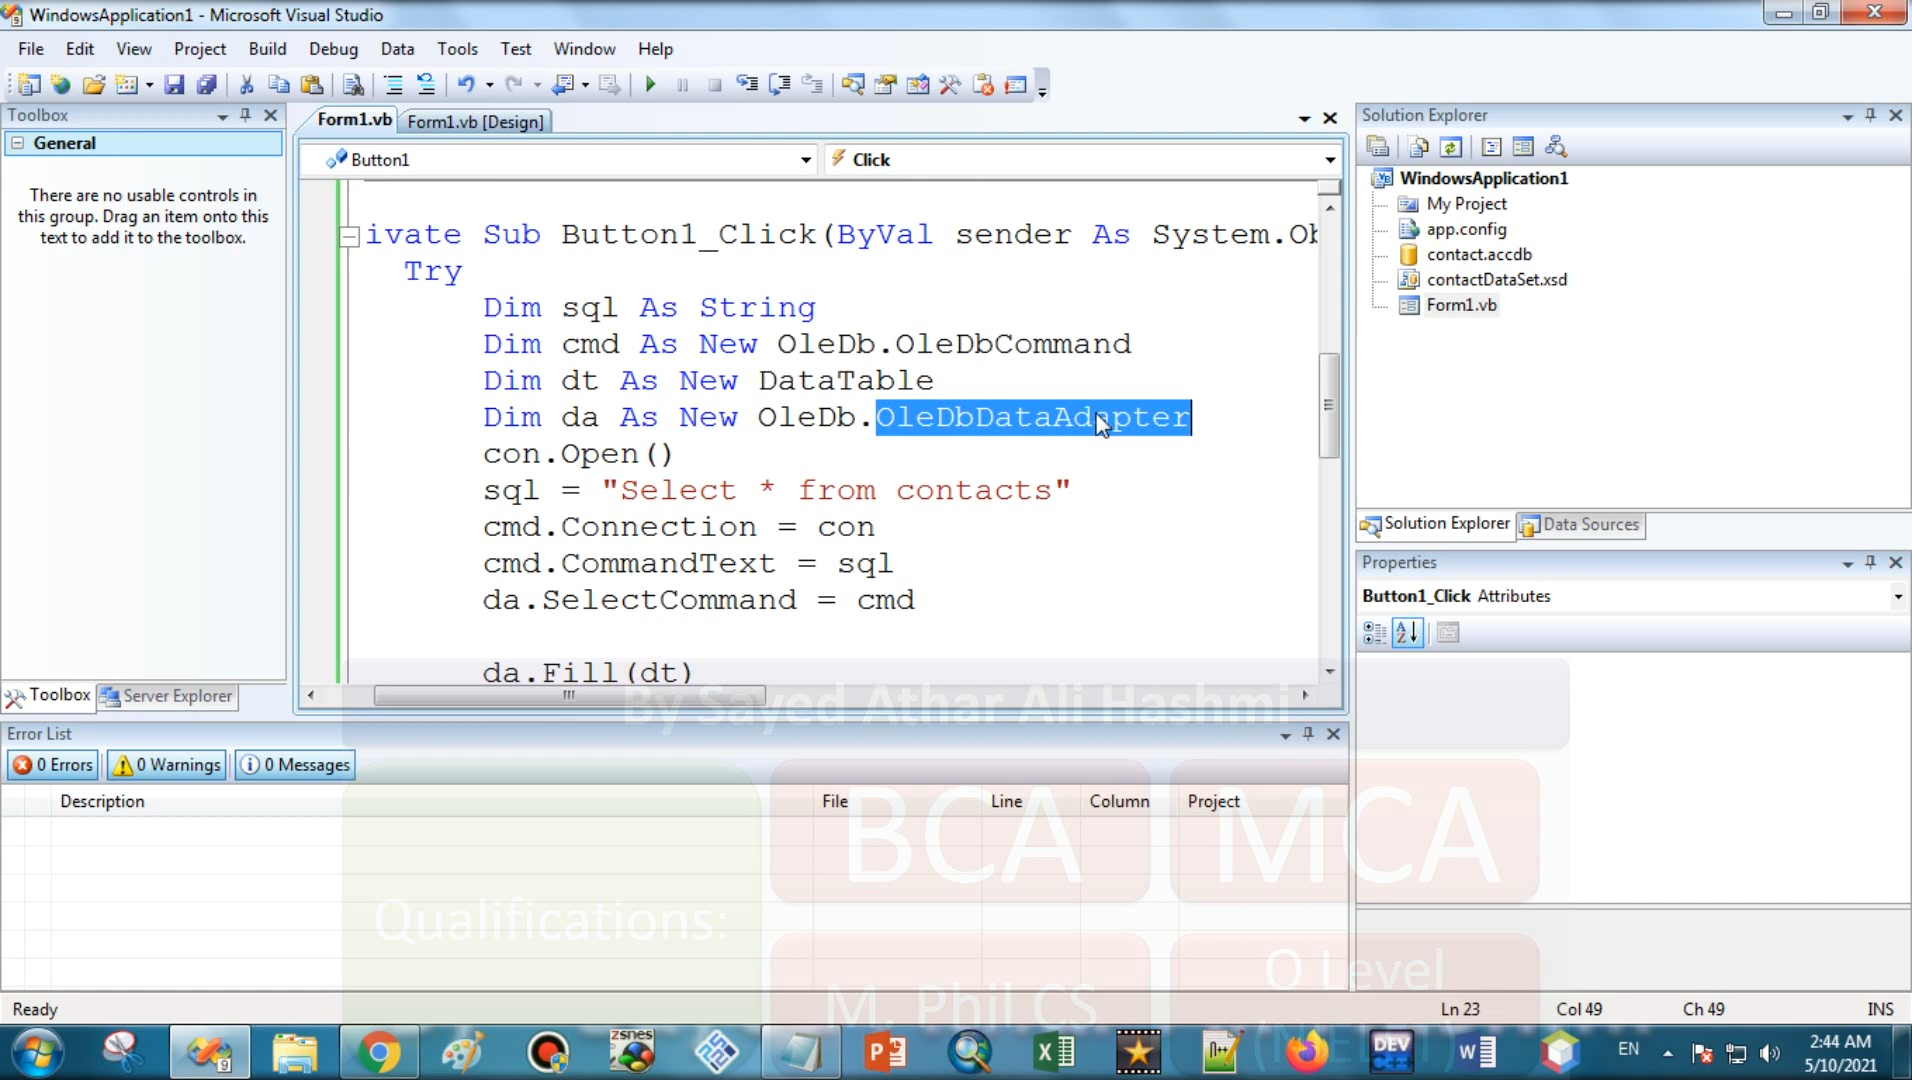 WindowsApplication1 - Microsoft Visual Studio
File Edit View Project Build Debug Data Tools Test Window Help
Toolbox
General
There are no usable controls in
this group. Drag an item onto this
text to add it to the toolbox.
Toolbox Server Explorer
Form1.vb Form1.vb [Design]
Button1 Click
ivate Sub Button1_Click(ByVal sender As System.Ob
Try
Dim sql As String
Dim cmd As New OleDb.OleDbCommand
Dim dt As New DataTable
Dim da As New OleDb.OleDbDataAdapter
con.Open()
sql = "Select * from contacts"
cmd.Connection = con
cmd.CommandText = sql
da.SelectCommand = cmd
da.Fill(dt)
By Sayed Athar Ali Hashmi
Solution Explorer
WindowsApplication1
My Project
app.config
contact.accdb
contactDataSet.xsd
Form1.vb
Solution Explorer Data Sources
Properties
Button1_Click Attributes
Error List
0 Errors 0 Warnings 0 Messages
Description File Line Column Project
BCA MCA
Qualifications:
M. Phil CS
O Level
Ready Ln 23 Col 49 Ch 49 INS
zsnes
DEV
C++
EN
2:44 AM
5/10/2021